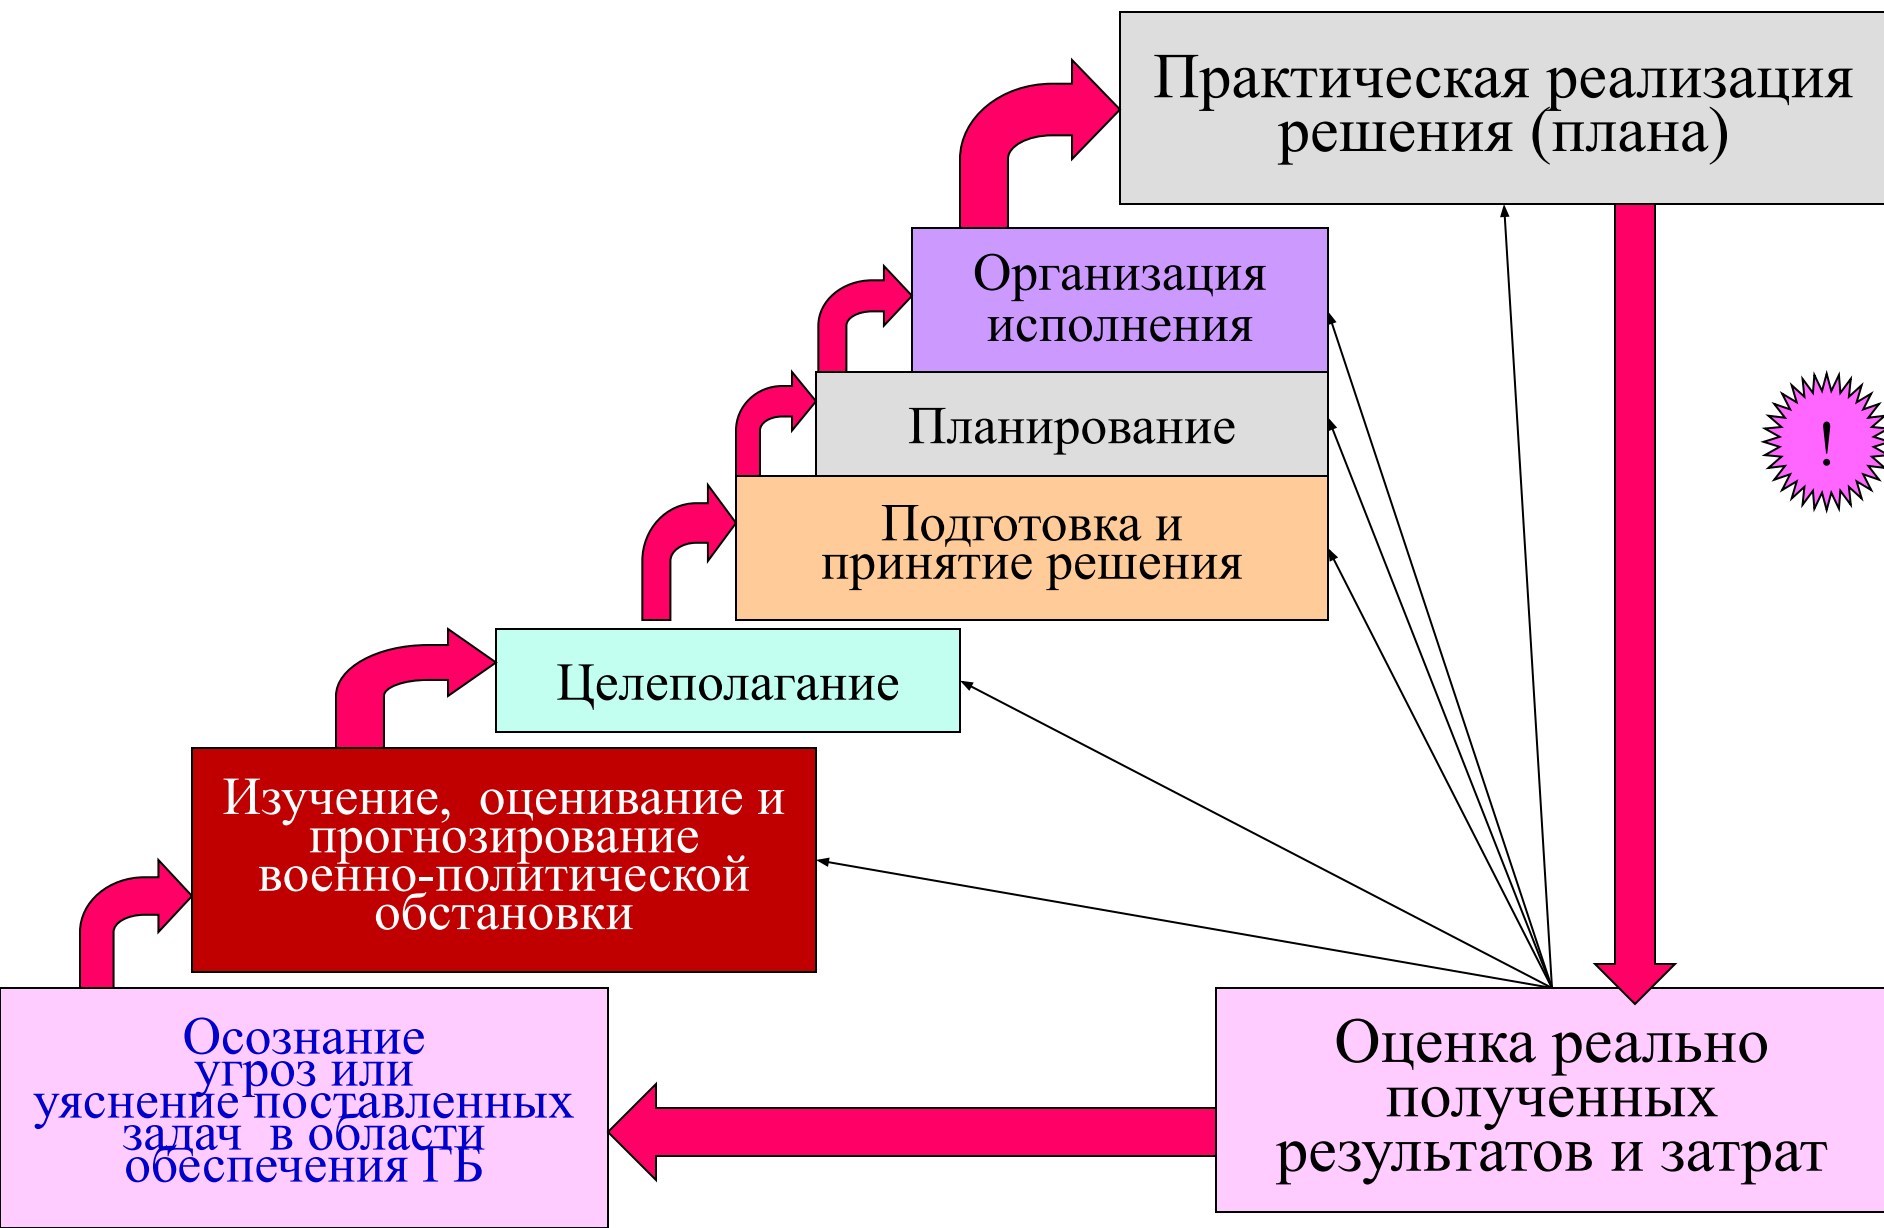 Практическая реализация
решения (плана)
Организация
исполнения
Планирование
!
Подготовка и
принятие решения
Целеполагание
Изучение,  оценивание и
прогнозирование
военно-политической
обстановки
Осознание
угроз или
уяснение поставленных
задач  в области
обеспечения ГБ
Оценка реально
полученных
результатов и затрат